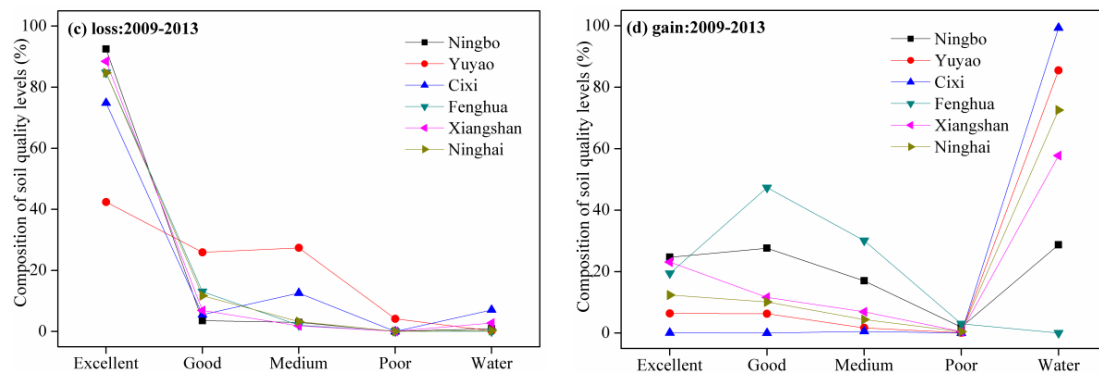 (c) loss:2009-2013
Composition of soil quality levels (%)
100
80
60
40
20
0
Ningbo
Yuyao
Cixi
Fenghua
Xiangshan
Ninghai
Excellent Good Medium Poor Water
(d) gain:2009-2013
Composition of soil quality levels (%)
100
80
60
40
20
0
Ningbo
Yuyao
Cixi
Fenghua
Xiangshan
Ninghai
Excellent Good Medium Poor Water